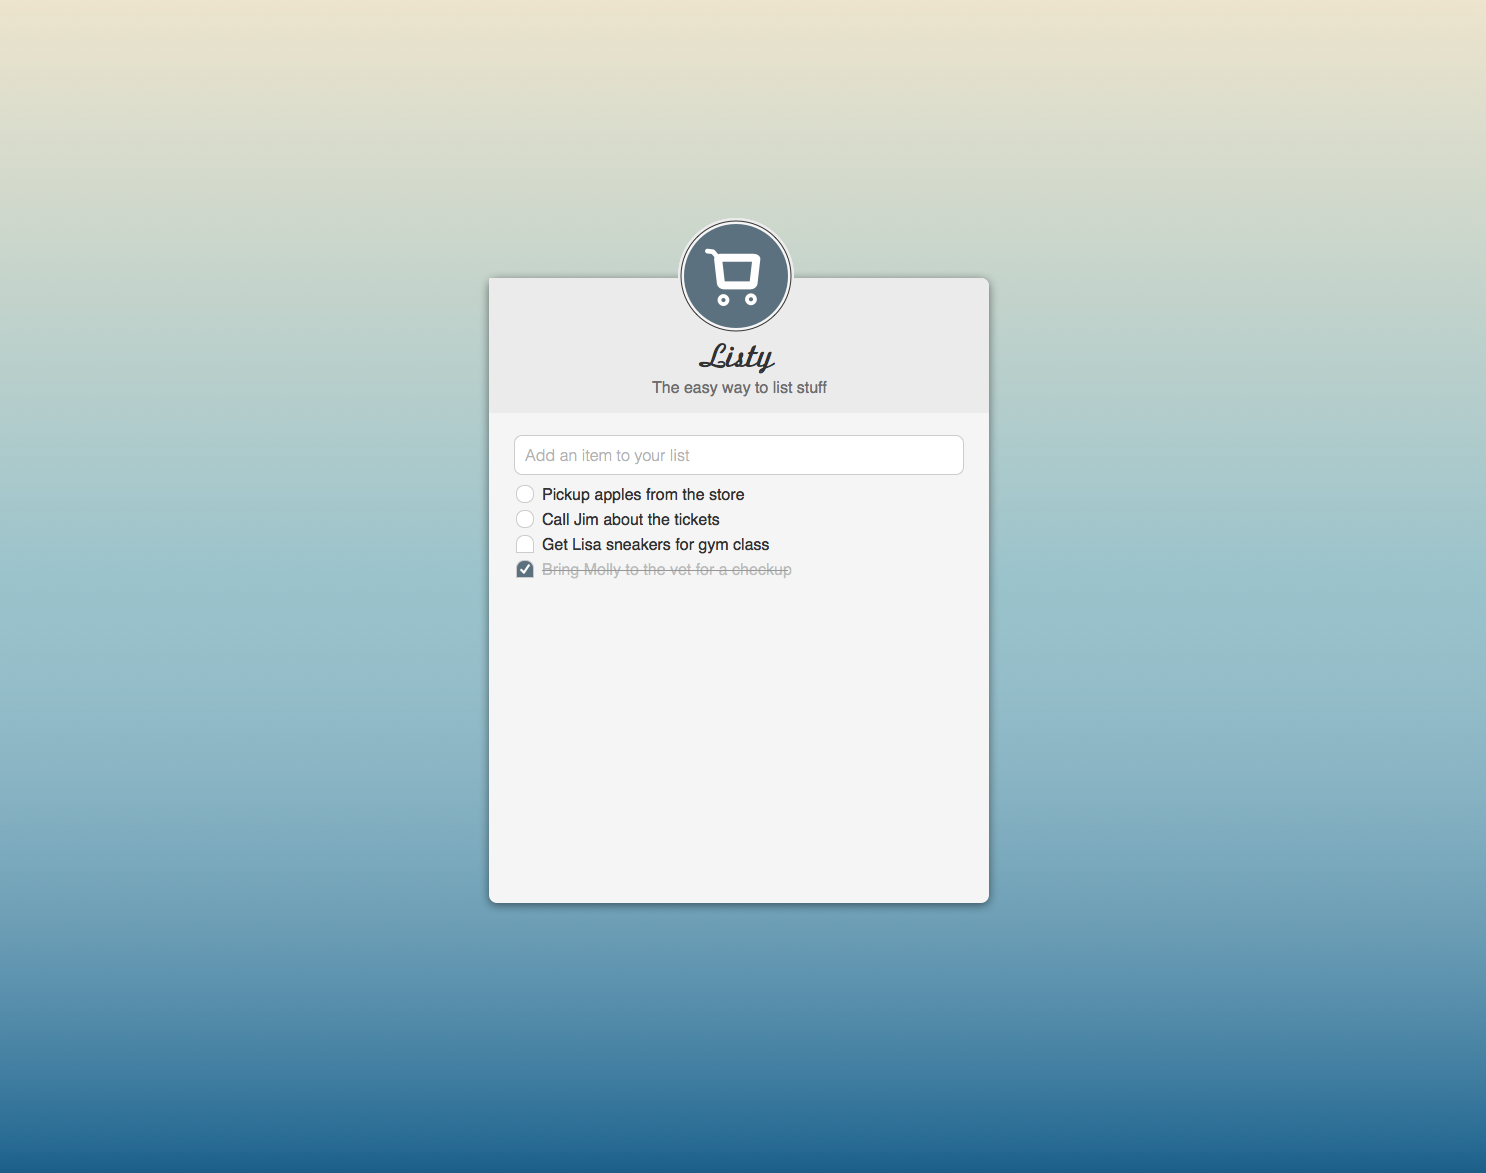 Listy
The easy way to list stuff
Add an item to your list
Pickup apples from the store
Call Jim about the tickets
Get Lisa sneakers for gym class
Bring Molly to the vet for a checkup